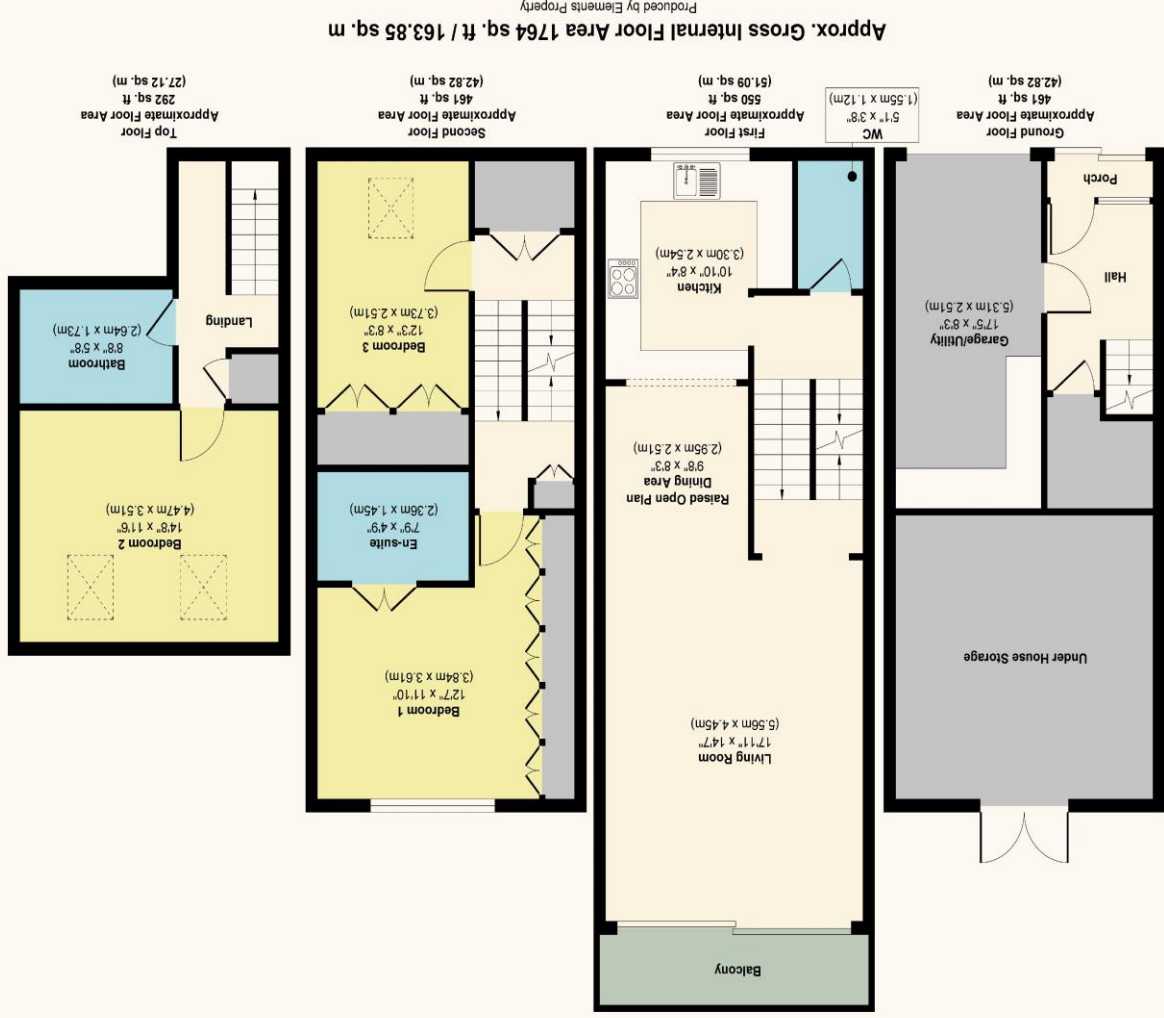 Under House Storage
Garage/Utility
17'5" x 8'3"
(5.31m x 2.51m)
Hall
Porch
Ground Floor
Approximate Floor Area
461 sq. ft
(42.82 sq. m)
Balcony
Living Room
17'11" x 14'7"
(5.56m x 4.45m)
Raised Open Plan
Dining Area
9'8" x 8'3"
(2.95m x 2.51m)
Kitchen
10'10" x 8'4"
(3.30m x 2.54m)
WC
5'1" x 3'8"
(1.55m x 1.12m)
First Floor
Approximate Floor Area
550 sq. ft
(51.09 sq. m)
Bedroom 1
12'7" x 11'10"
(3.84m x 3.61m)
En-suite
7'9" x 4'9"
(2.36m x 1.45m)
Bedroom 3
12'3" x 8'3"
(3.73m x 2.51m)
Second Floor
Approximate Floor Area
461 sq. ft
(42.82 sq. m)
Bedroom 2
14'8" x 11'6"
(4.47m x 3.51m)
Bathroom
8'8" x 5'8"
(2.64m x 1.73m)
Landing
Top Floor
Approximate Floor Area
292 sq. ft
(27.12 sq. m)
Approx. Gross Internal Floor Area 1764 sq. ft / 163.85 sq. m
Produced by Elements Property